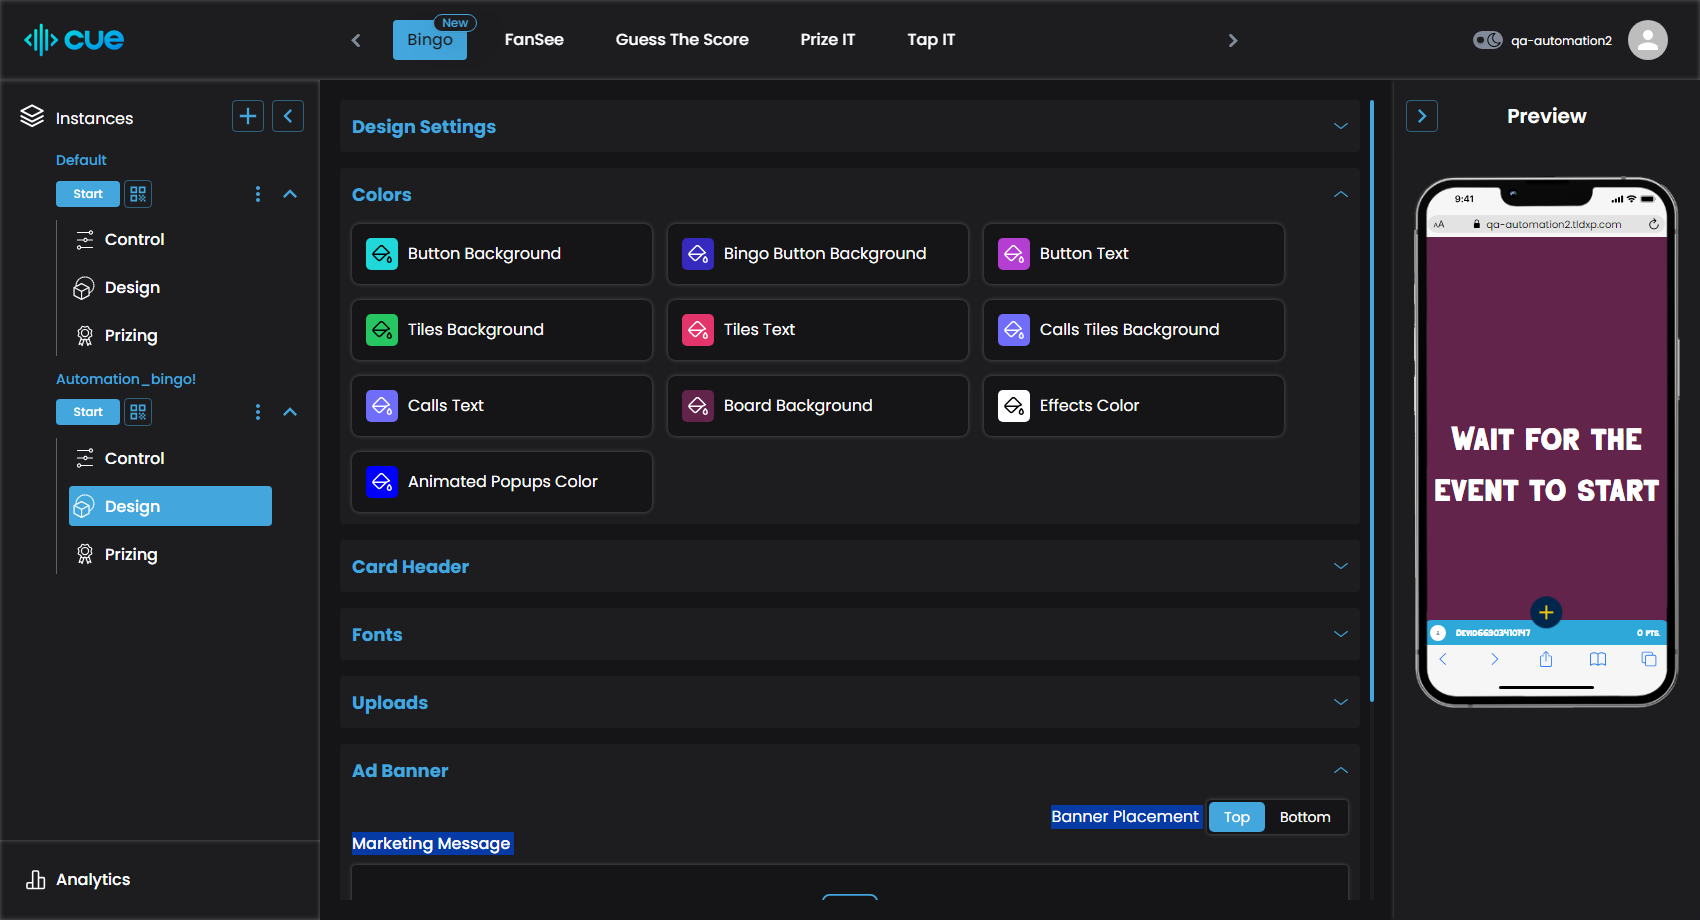 cue
Bingo
New
FanSee
Guess The Score
Prize IT
Tap IT
qa-automation2
Instances
Default
Start
Control
Design
Prizing
Automation_bingo!
Start
Control
Design
Prizing
Analytics
Design Settings
Colors
Button Background
Bingo Button Background
Button Text
Tiles Background
Tiles Text
Calls Tiles Background
Calls Text
Board Background
Effects Color
Animated Popups Color
Card Header
Fonts
Uploads
Ad Banner
Banner Placement
Top
Bottom
Marketing Message
Preview
9:41
AA
qa-automation2.tldxp.com
WAIT FOR THE
EVENT TO START
0 PTS.